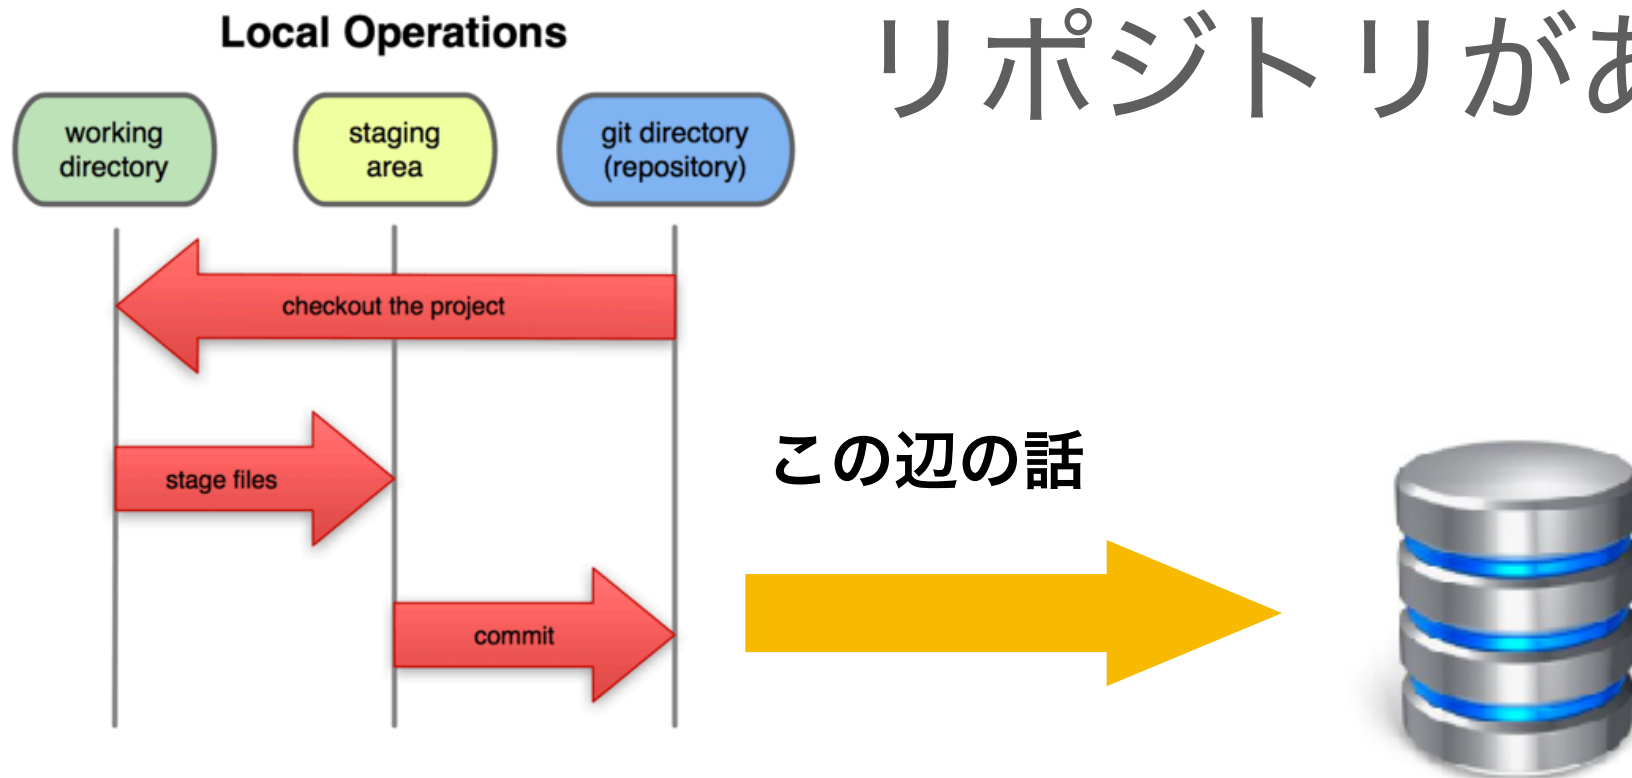 Local Operations
リポジトリがあ
working
directory
staging
area
git directory
(repository)
checkout the project
stage files
commit
この辺の話